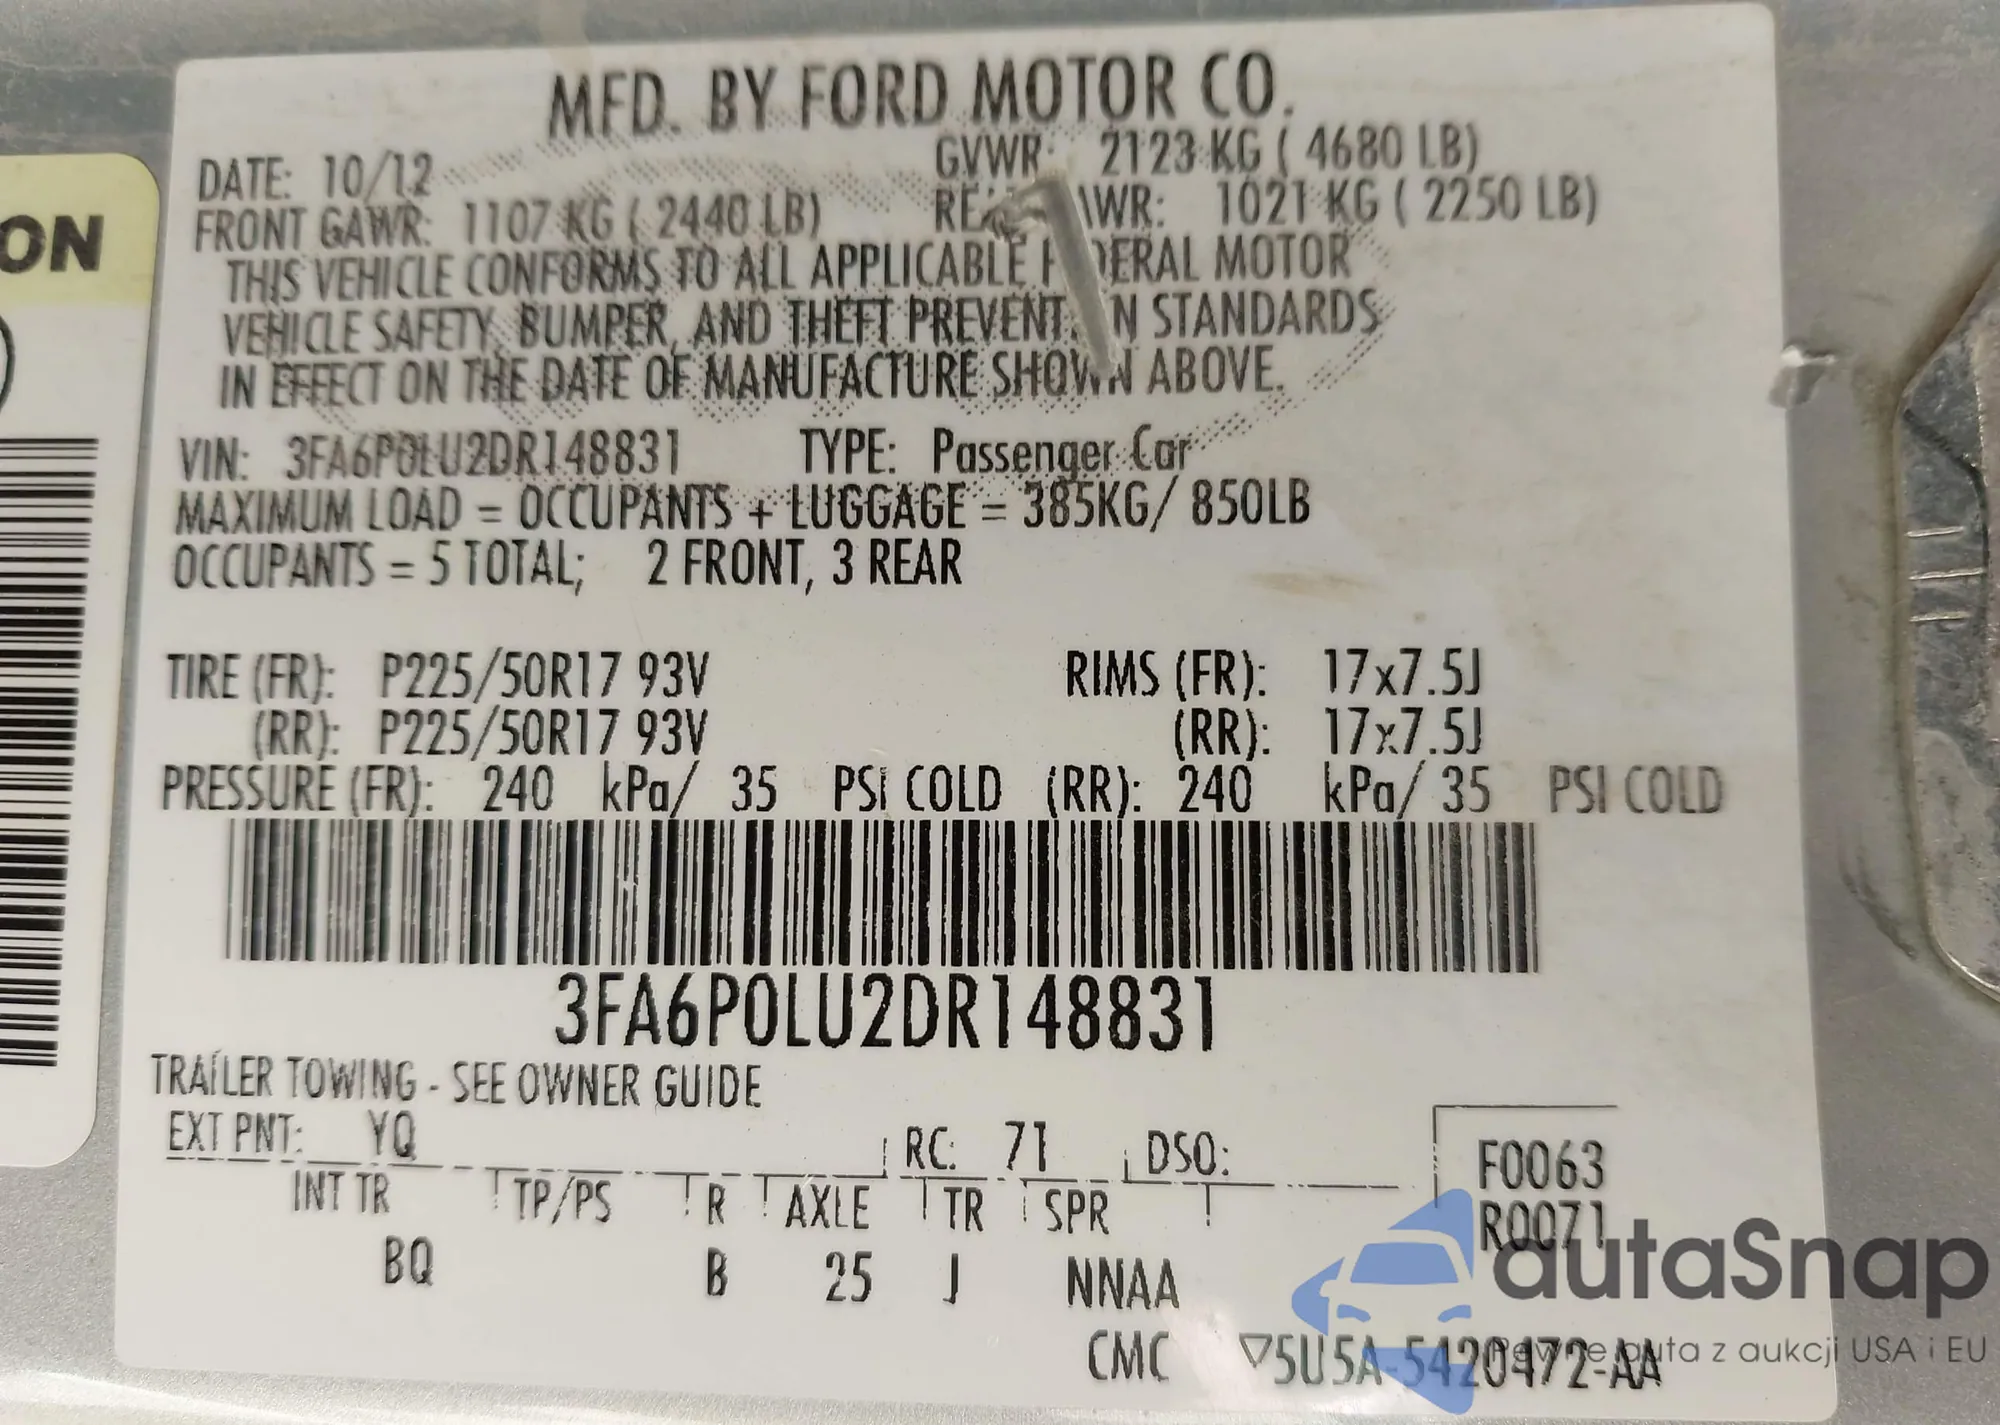 MFD. BY FORD MOTOR CO.
DATE: 10/12 GVWR: 2123 KG ( 4680 LB)
FRONT GAWR: 1107 KG ( 2440 LB) 1021 KG ( 2250 LB)
THIS VEHICLE CONFORMS TO ALL APPLICABLE MOTOR
VEHICLE SAFETY, BUMPER, AND THEFT STANDARDS
IN EFFECT ON THE DATE OF MANUFACTURE SHOWN ABOVE.
VIN: 3FA6P0LU2DR148831 TYPE: Passenger Car
MAXIMUM LOAD = OCCUPANTS + LUGGAGE = 385KG/ 850LB
OCCUPANTS = 5 TOTAL; 2 FRONT, 3 REAR
TIRE (FR): P225/50R17 93V RIMS (FR): 17x7.5J
(RR): P225/50R17 93V (RR): 17x7.5J
PRESSURE (FR): 240 kPa/ 35 PSI COLD (RR): 240 kPa/ 35 PSI COLD
3FA6P0LU2DR148831
TRAILER TOWING - SEE OWNER GUIDE
EXT PNT: YQ RC: 71 DSO: F0063
INT TR TP/PS R AXLE TR SPR R0071
BQ B 25 J NNAA
CMC ▽5U5A-5420472-AA
ON
autaSnap
Pewne auta z aukcji USA i EU